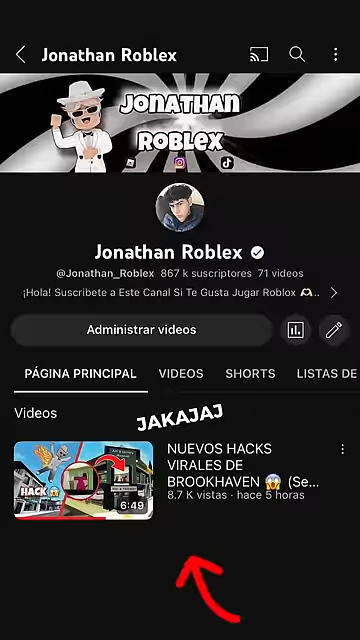 Jonathan Roblex
JONATHAN
ROBLEX
Jonathan Roblex
@Jonathan_Roblex 867 k suscriptores 71 videos
¡Hola! Suscribete a Este Canal Si Te Gusta Jugar Roblox 🫶🏻...
Administrar videos
PÁGINA PRINCIPAL VIDEOS SHORTS LISTAS DE
Videos
JAKAJAJ
HACK 😱
6:49
NUEVOS HACKS
VIRALES DE
BROOKHAVEN 😱 (Se...
8.7 K vistas · hace 5 horas